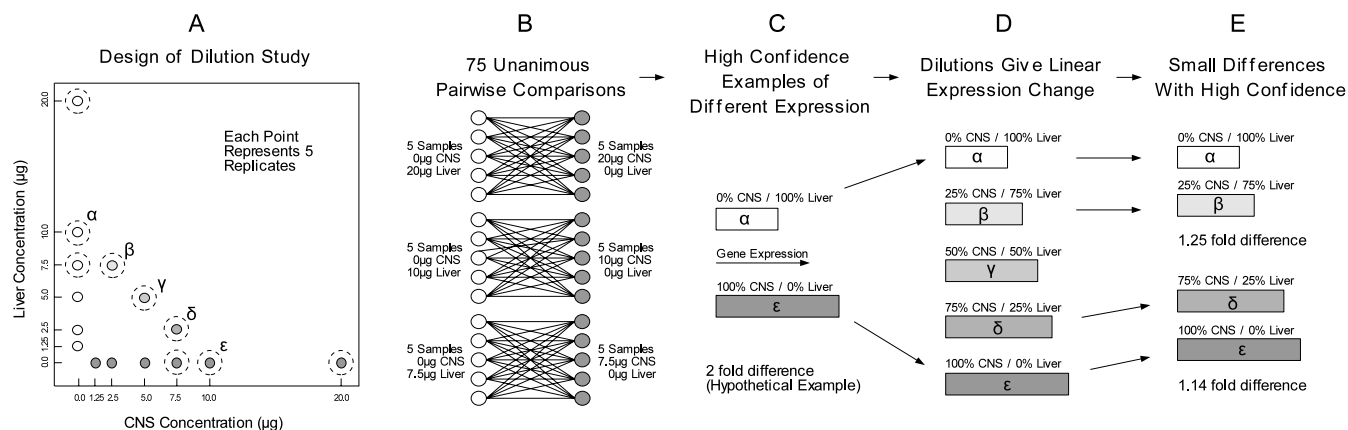 A
Design of Dilution Study
Each Point
Represents 5
Replicates
Liver Concentration (µg)
20.0
10.0
7.5
5.0
2.5
1.25
0.0
α
β
γ
δ
ε
0.0 1.25 2.5 5.0 7.5 10.0 20.0
CNS Concentration (µg)
B
75 Unanimous
Pairwise Comparisons
5 Samples
0µg CNS
20µg Liver
5 Samples
20µg CNS
0µg Liver
5 Samples
0µg CNS
10µg Liver
5 Samples
10µg CNS
0µg Liver
5 Samples
0µg CNS
7.5µg Liver
5 Samples
7.5µg CNS
0µg Liver
C
High Confidence
Examples of
Different Expression
0% CNS / 100% Liver
α
Gene Expression
100% CNS / 0% Liver
ε
2 fold difference
(Hypothetical Example)
D
Dilutions Give Linear
Expression Change
0% CNS / 100% Liver
α
25% CNS / 75% Liver
β
50% CNS / 50% Liver
γ
75% CNS / 25% Liver
δ
100% CNS / 0% Liver
ε
E
Small Differences
With High Confidence
0% CNS / 100% Liver
α
25% CNS / 75% Liver
β
1.25 fold difference
75% CNS / 25% Liver
δ
100% CNS / 0% Liver
ε
1.14 fold difference